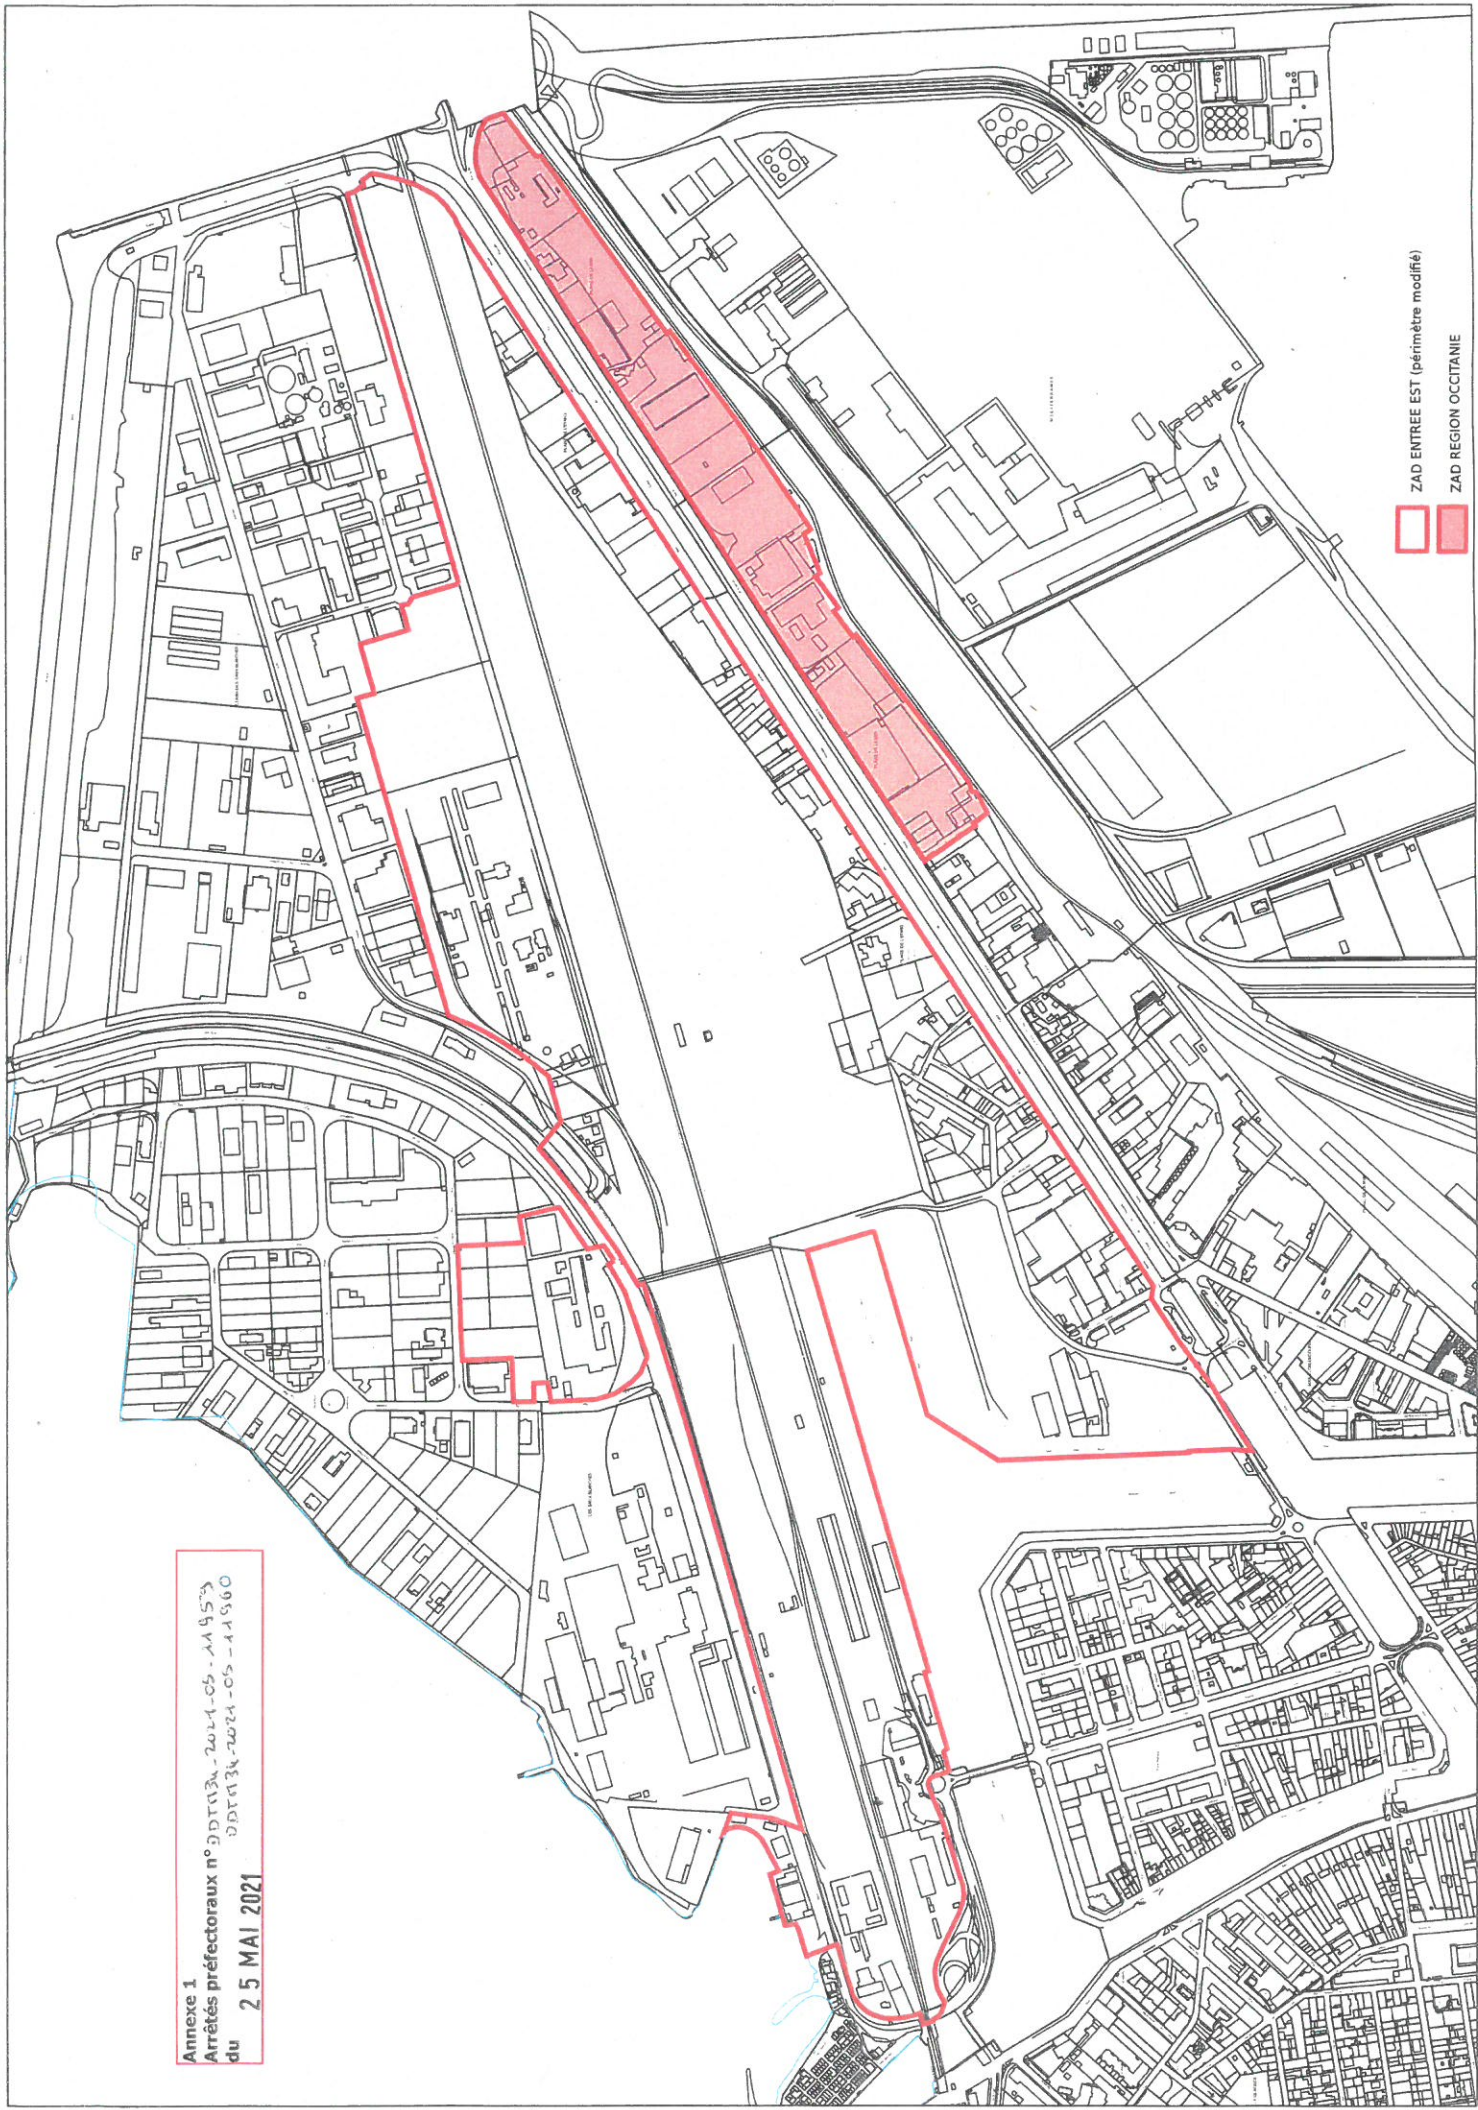 Annexe 1
Arrêtés préfectoraux n° DDTM34-2021-05-11959
DDTM34-2021-05-11960
du 25 MAI 2021
ZAD ENTREE EST (périmètre modifié)
ZAD REGION OCCITANIE